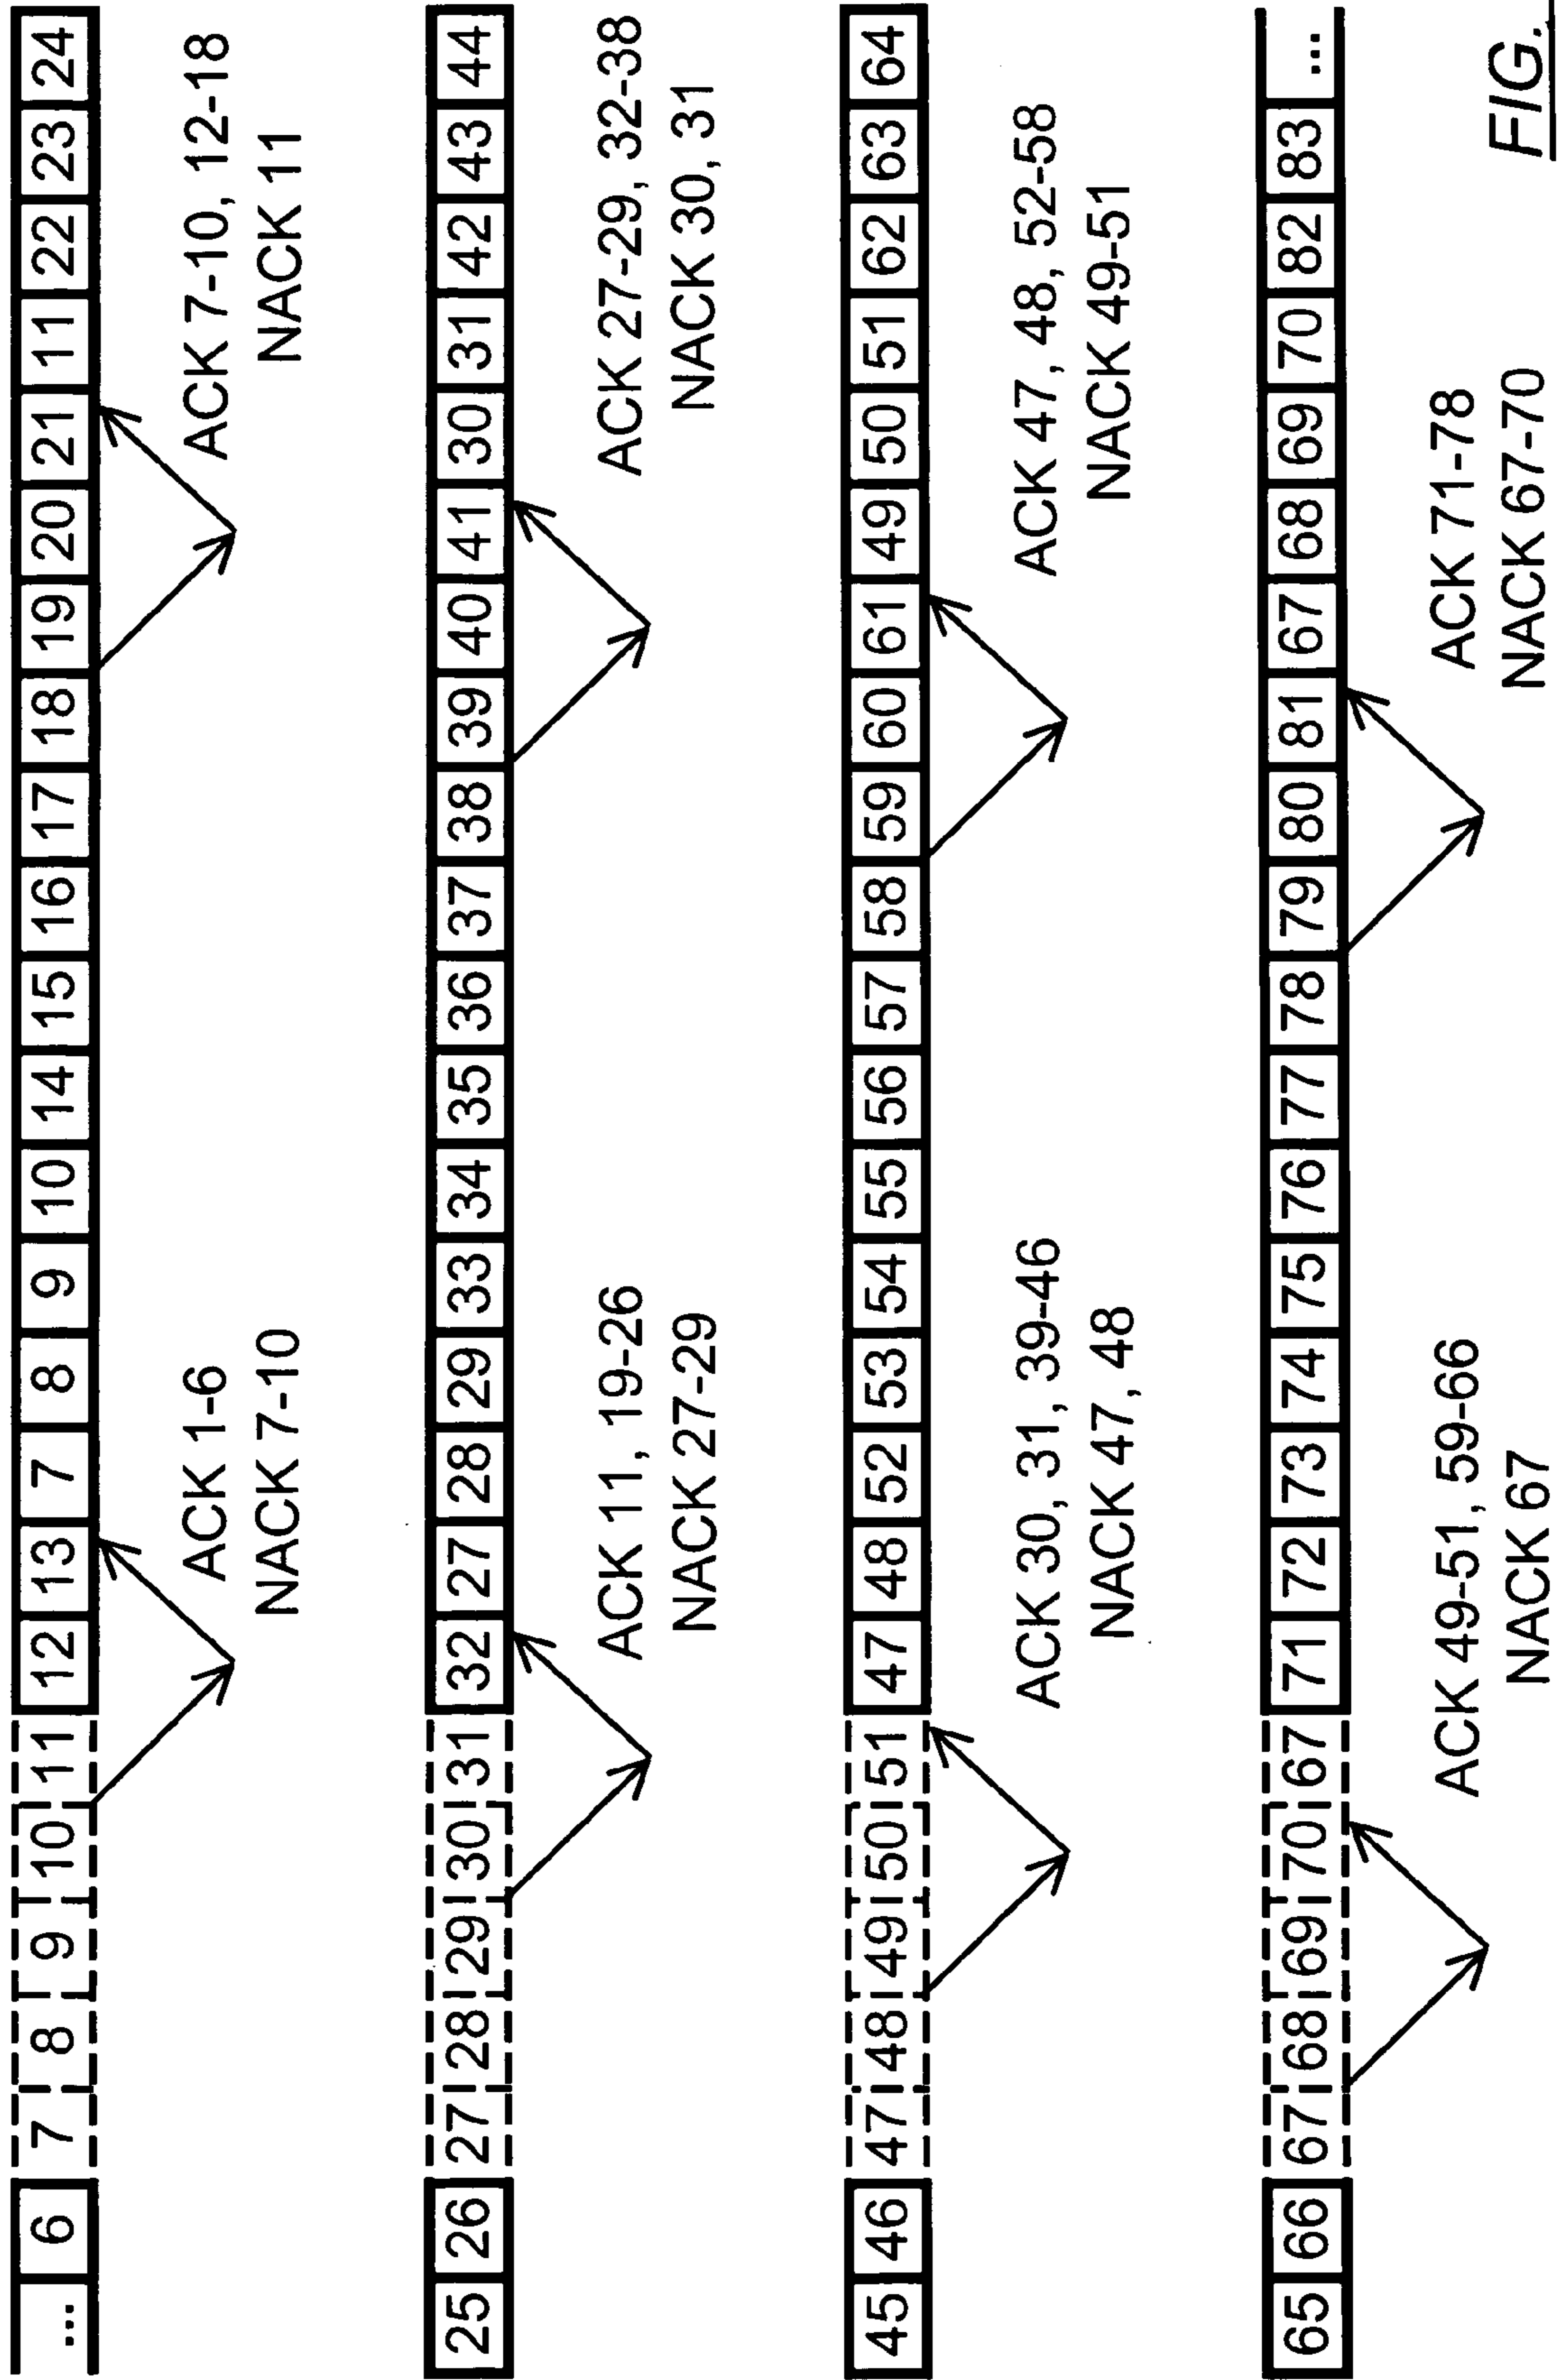 ... 6 7 8 9 10 11 12 13 7 8 9 10 14 15 16 17 18 19 20 21 11 22 23 24
ACK 1-6
NACK 7-10
ACK 7-10, 12-18
NACK 11
25 26 27 28 29 30 31 32 27 28 29 33 34 35 36 37 38 39 40 41 30 31 42 43 44
ACK 11, 19-26
NACK 27-29
ACK 27-29, 32-38
NACK 30, 31
45 46 47 48 49 50 51 47 48 52 53 54 55 56 57 58 59 60 61 49 50 51 62 63 64
ACK 30, 31, 39-46
NACK 47, 48
ACK 47, 48, 52-58
NACK 49-51
65 66 67 68 69 70 67 71 72 73 74 75 76 77 78 79 80 81 67 68 69 70 82 83 ...
ACK 49-51, 59-66
NACK 67
ACK 71-78
NACK 67-70
FIG.